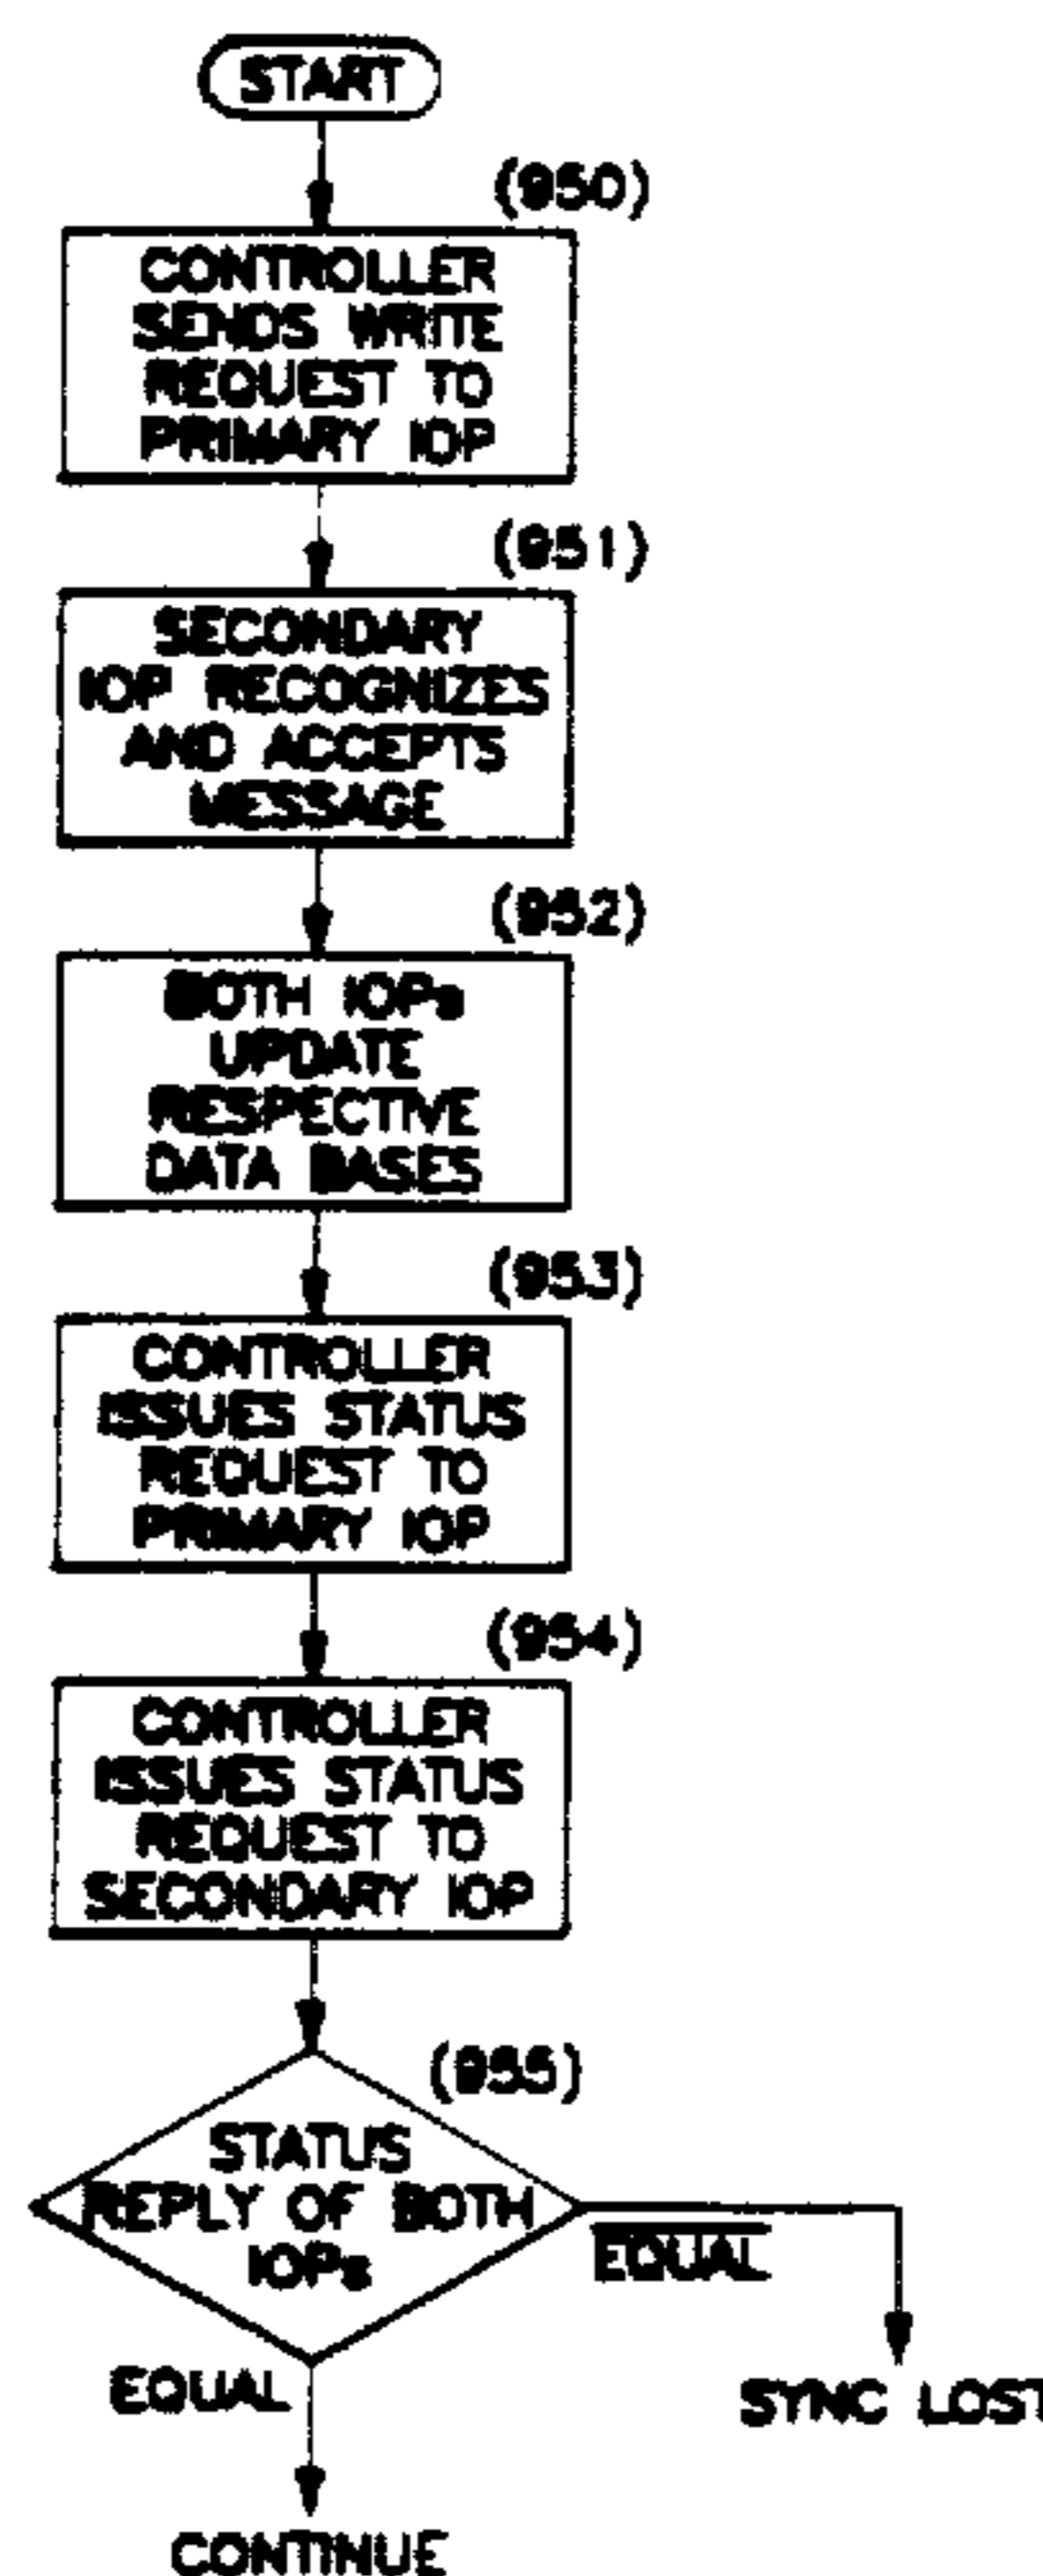 START
(950)
CONTROLLER
SENDS WRITE
REQUEST TO
PRIMARY IOP
(951)
SECONDARY
IOP RECOGNIZES
AND ACCEPTS
MESSAGE
(952)
BOTH IOPs
UPDATE
RESPECTIVE
DATA BASES
(953)
CONTROLLER
ISSUES STATUS
REQUEST TO
PRIMARY IOP
(954)
CONTROLLER
ISSUES STATUS
REQUEST TO
SECONDARY IOP
(955)
STATUS
REPLY OF BOTH
IOPs
EQUAL
EQUAL
SYNC LOST
CONTINUE